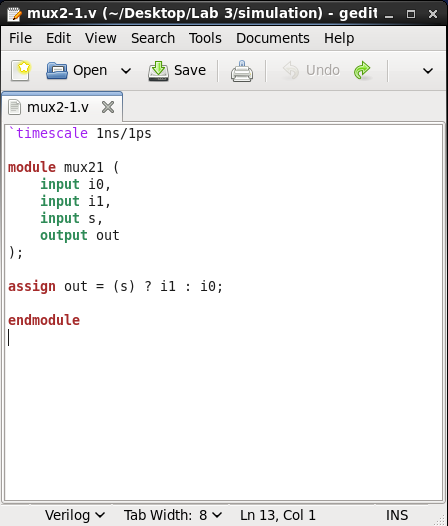 mux2-1.v (~/Desktop/Lab 3/simulation) - gedit
File Edit View Search Tools Documents Help
Open Save Undo
mux2-1.v
`timescale 1ns/1ps
module mux21 (
    input i0,
    input i1,
    input s,
    output out
);
assign out = (s) ? i1 : i0;
endmodule
Verilog Tab Width: 8 Ln 13, Col 1 INS